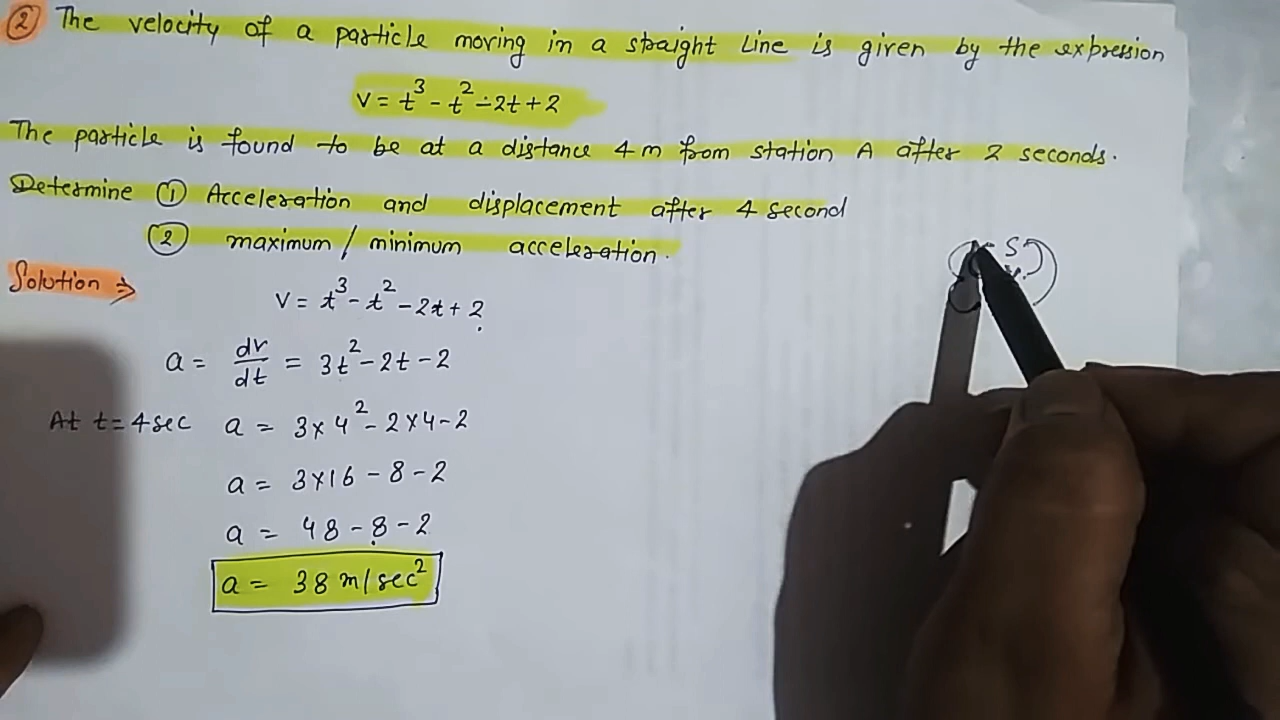 ② The velocity of a particle moving in a straight line is given by the expression
v = t³ - t² - 2t + 2
The particle is found to be at a distance 4 m from station A after 2 seconds.
Determine ① Acceleration and displacement after 4 second
② maximum / minimum acceleration.
Solution ⇒
v = t³ - t² - 2t + 2
a = dv/dt = 3t² - 2t - 2
At t = 4 sec a = 3 × 4² - 2 × 4 - 2
a = 3 × 16 - 8 - 2
a = 48 - 8 - 2
a = 38 m/sec²
S